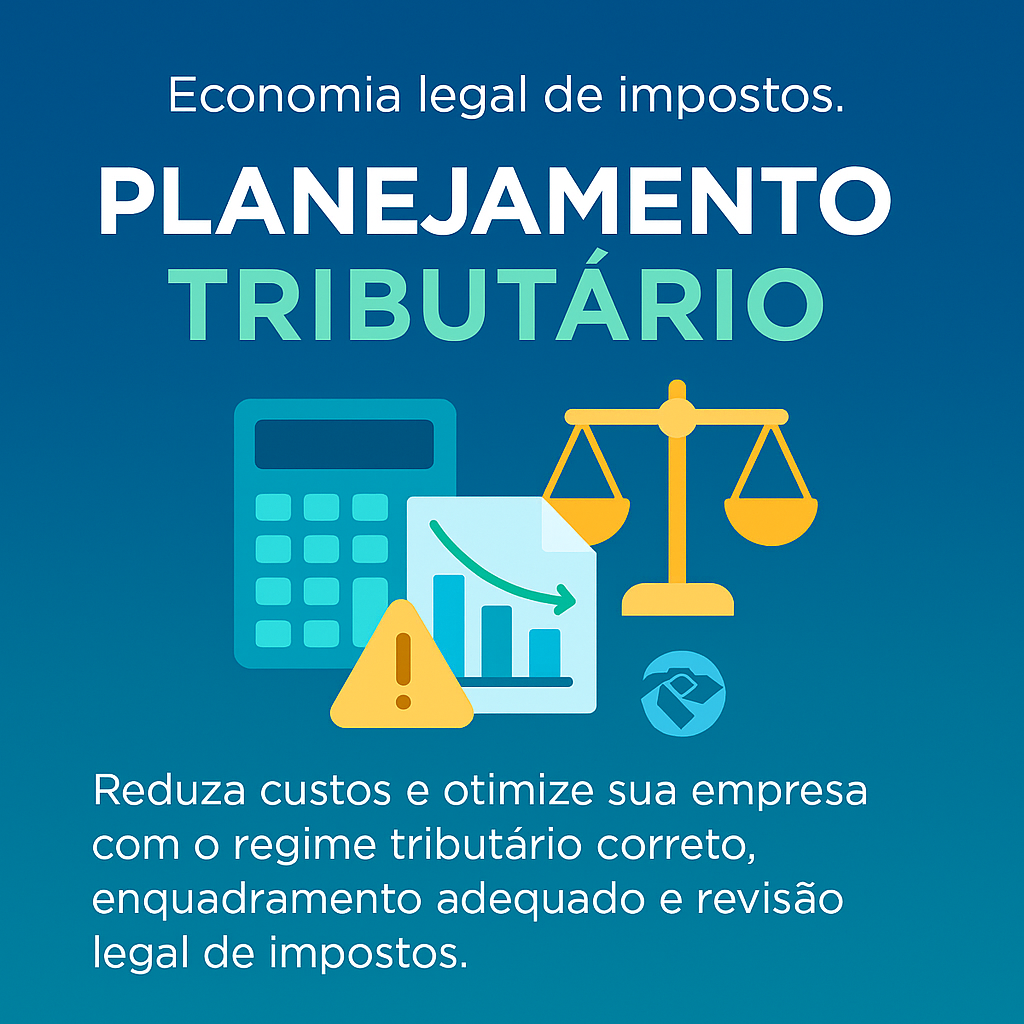 Economia legal de impostos.
PLANEJAMENTO
TRIBUTÁRIO
Reduza custos e otimize sua empresa
com o regime tributário correto,
enquadramento adequado e revisão
legal de impostos.